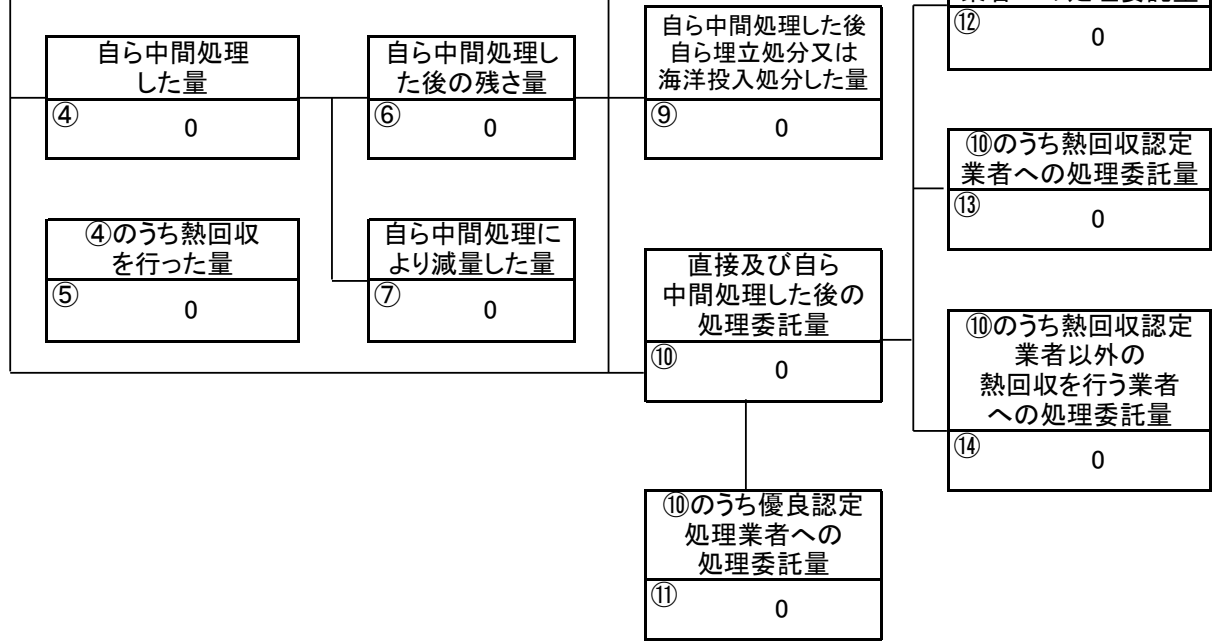 自ら中間処理
した量
④
0
自ら中間処理し
た後の残さ量
⑥
0
自ら中間処理した後
自ら埋立処分又は
海洋投入処分した量
⑨
0
⑫
0
⑩のうち熱回収認定
業者への処理委託量
⑬
0
④のうち熱回収
を行った量
⑤
0
自ら中間処理に
より減量した量
⑦
0
直接及び自ら
中間処理した後の
処理委託量
⑩
0
⑩のうち熱回収認定
業者以外の
熱回収を行う業者
への処理委託量
⑭
0
⑩のうち優良認定
処理業者への
処理委託量
⑪
0